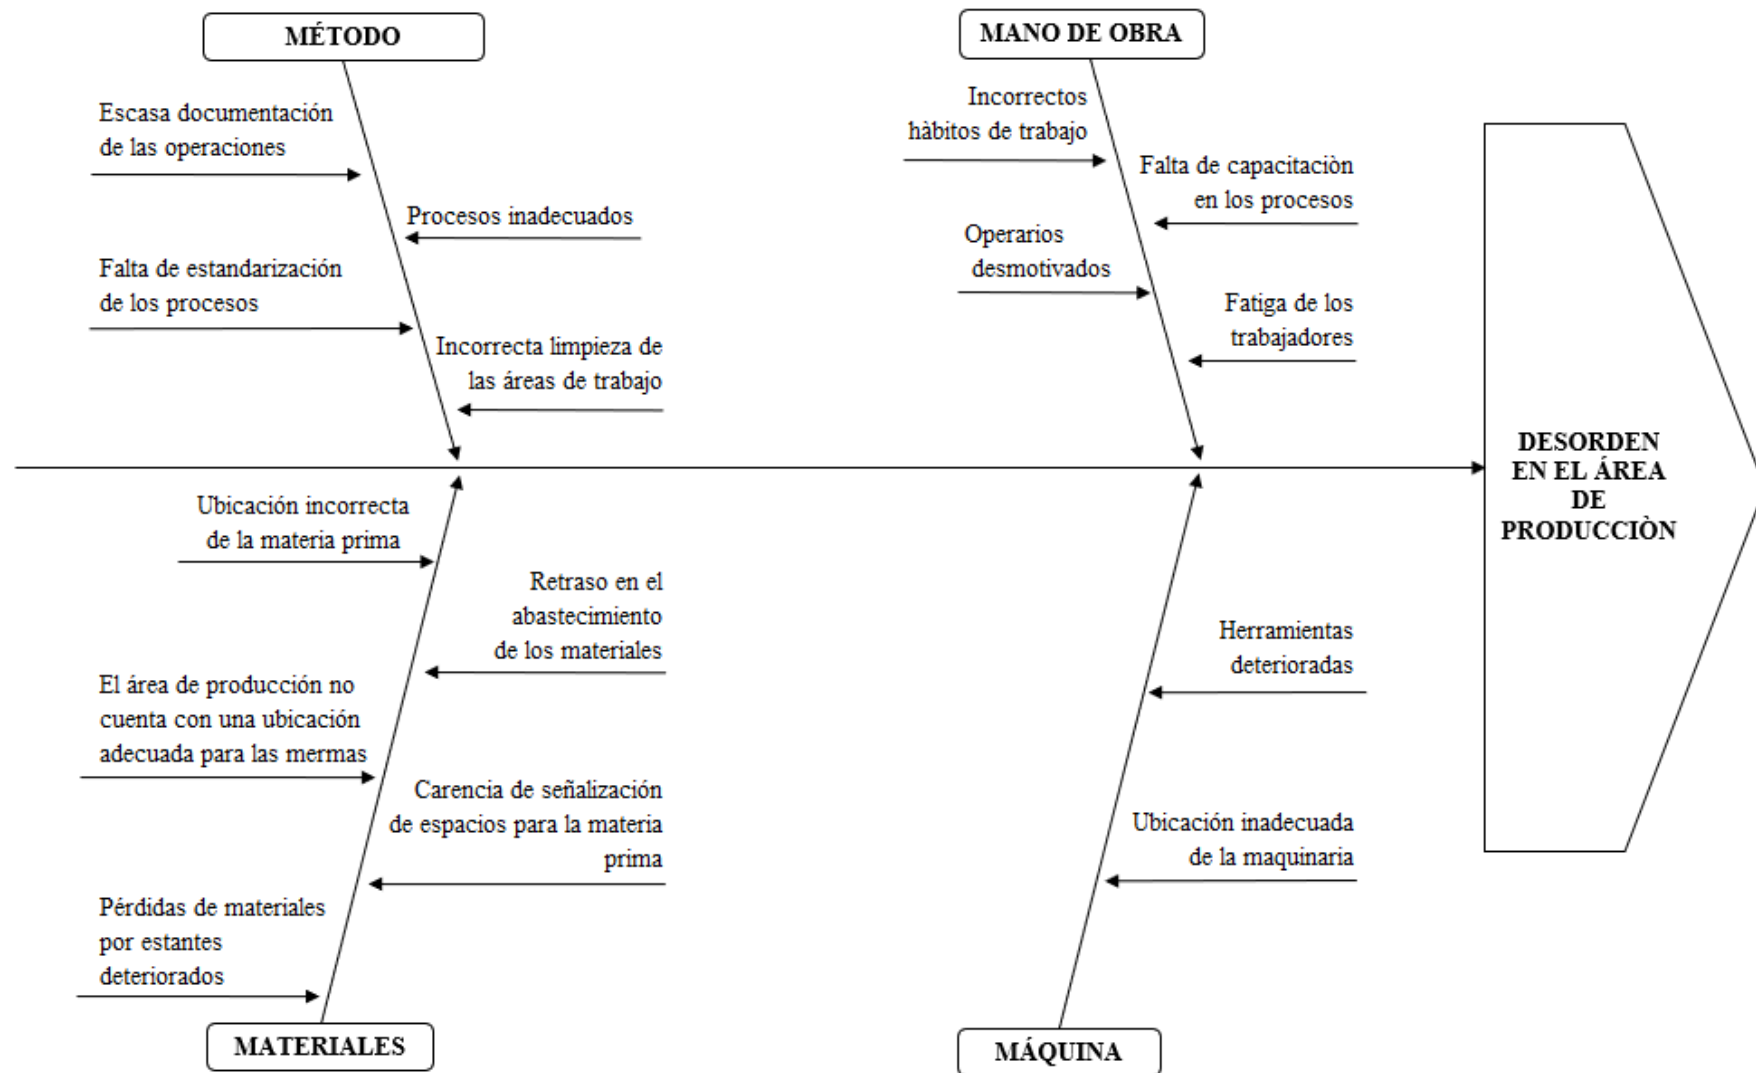 MÉTODO
Escasa documentación
de las operaciones
Procesos inadecuados
Falta de estandarización
de los procesos
Incorrecta limpieza de
las áreas de trabajo
MANO DE OBRA
Incorrectos
hàbitos de trabajo
Falta de capacitaciòn
en los procesos
Operarios
desmotivados
Fatiga de los
trabajadores
DESORDEN
EN EL ÁREA
DE
PRODUCCIÒN
Ubicación incorrecta
de la materia prima
Retraso en el
abastecimiento
de los materiales
El área de producción no
cuenta con una ubicación
adecuada para las mermas
Carencia de señalización
de espacios para la materia
prima
Pérdidas de materiales
por estantes
deteriorados
MATERIALES
Herramientas
deterioradas
Ubicación inadecuada
de la maquinaria
MÁQUINA